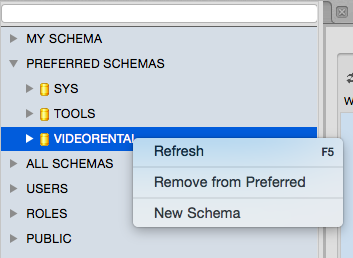 MY SCHEMA
PREFERRED SCHEMAS
SYS
TOOLS
VIDEORENTAL
Refresh F5
Remove from Preferred
New Schema
ALL SCHEMAS
USERS
ROLES
PUBLIC